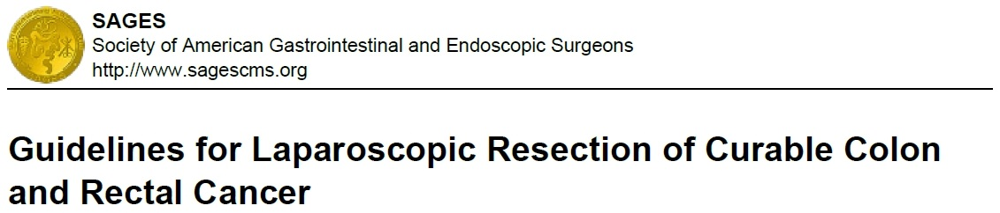 SAGES
Society of American Gastrointestinal and Endoscopic Surgeons
http://www.sagescms.org
Guidelines for Laparoscopic Resection of Curable Colon
and Rectal Cancer